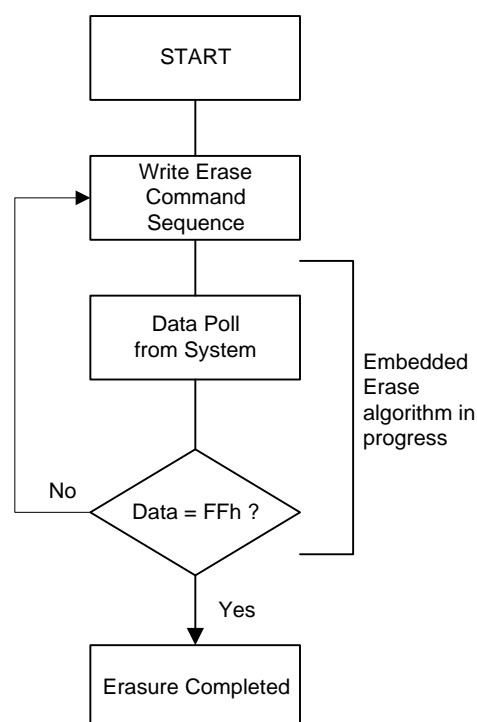 START
Write Erase
Command
Sequence
Data Poll
from System
Embedded
Erase
algorithm in
progress
No
Data = FFh ?
Yes
Erasure Completed